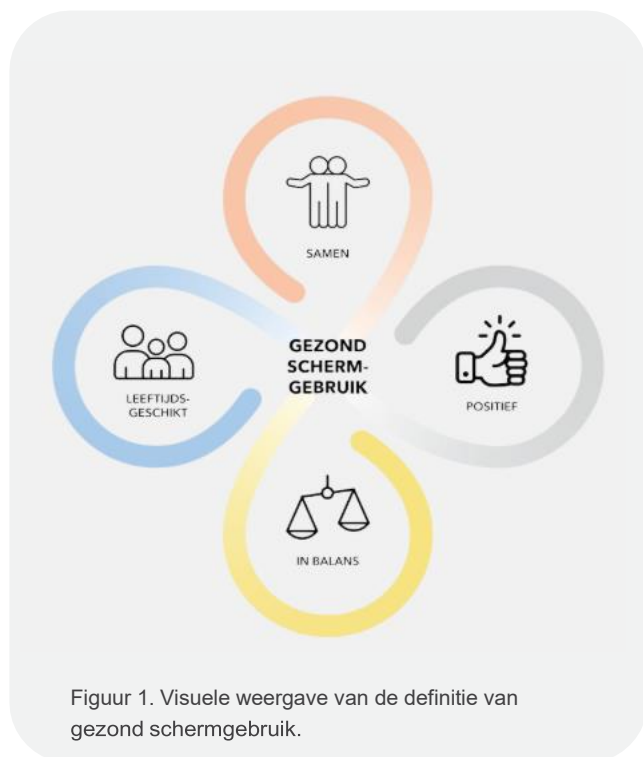 SAMEN
LEEFTIJDS-
GESCHIKT
GEZOND
SCHERM-
GEBRUIK
POSITIEF
IN BALANS
Figuur 1. Visuele weergave van de definitie van
gezond schermgebruik.